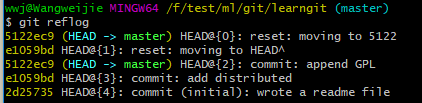 wwj@Wangweijie MINGW64 /f/test/ml/git/learngit (master)
$ git reflog
5122ec9 (HEAD -> master) HEAD@{0}: reset: moving to 5122
e1059bd HEAD@{1}: reset: moving to HEAD^
5122ec9 (HEAD -> master) HEAD@{2}: commit: append GPL
e1059bd HEAD@{3}: commit: add distributed
2d25735 HEAD@{4}: commit (initial): wrote a readme file